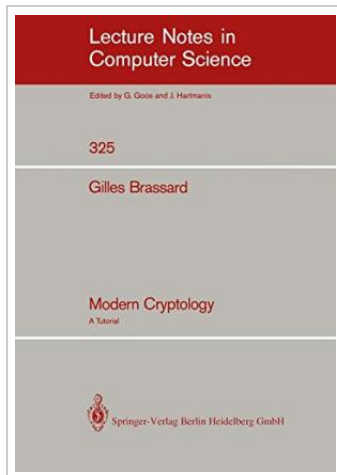 Lecture Notes in
Computer Science
Edited by G. Goos and J. Hartmanis
325
Gilles Brassard
Modern Cryptology
A Tutorial
Springer-Verlag Berlin Heidelberg GmbH